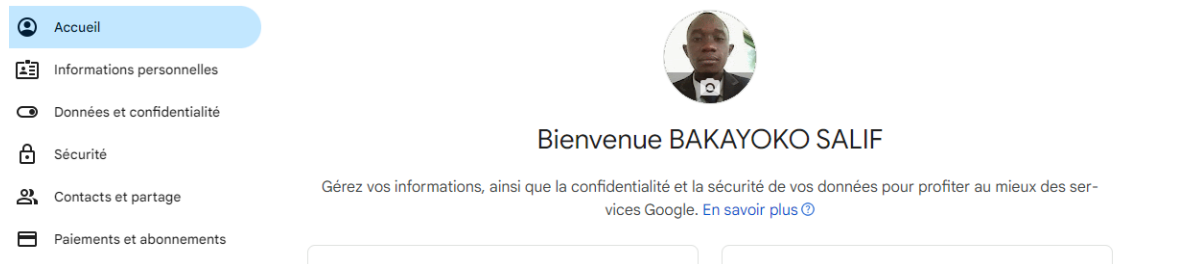 Accueil
Informations personnelles
Données et confidentialité
Sécurité
Contacts et partage
Paiements et abonnements
Bienvenue BAKAYOKO SALIF
Gérez vos informations, ainsi que la confidentialité et la sécurité de vos données pour profiter au mieux des ser-
vices Google. En savoir plus